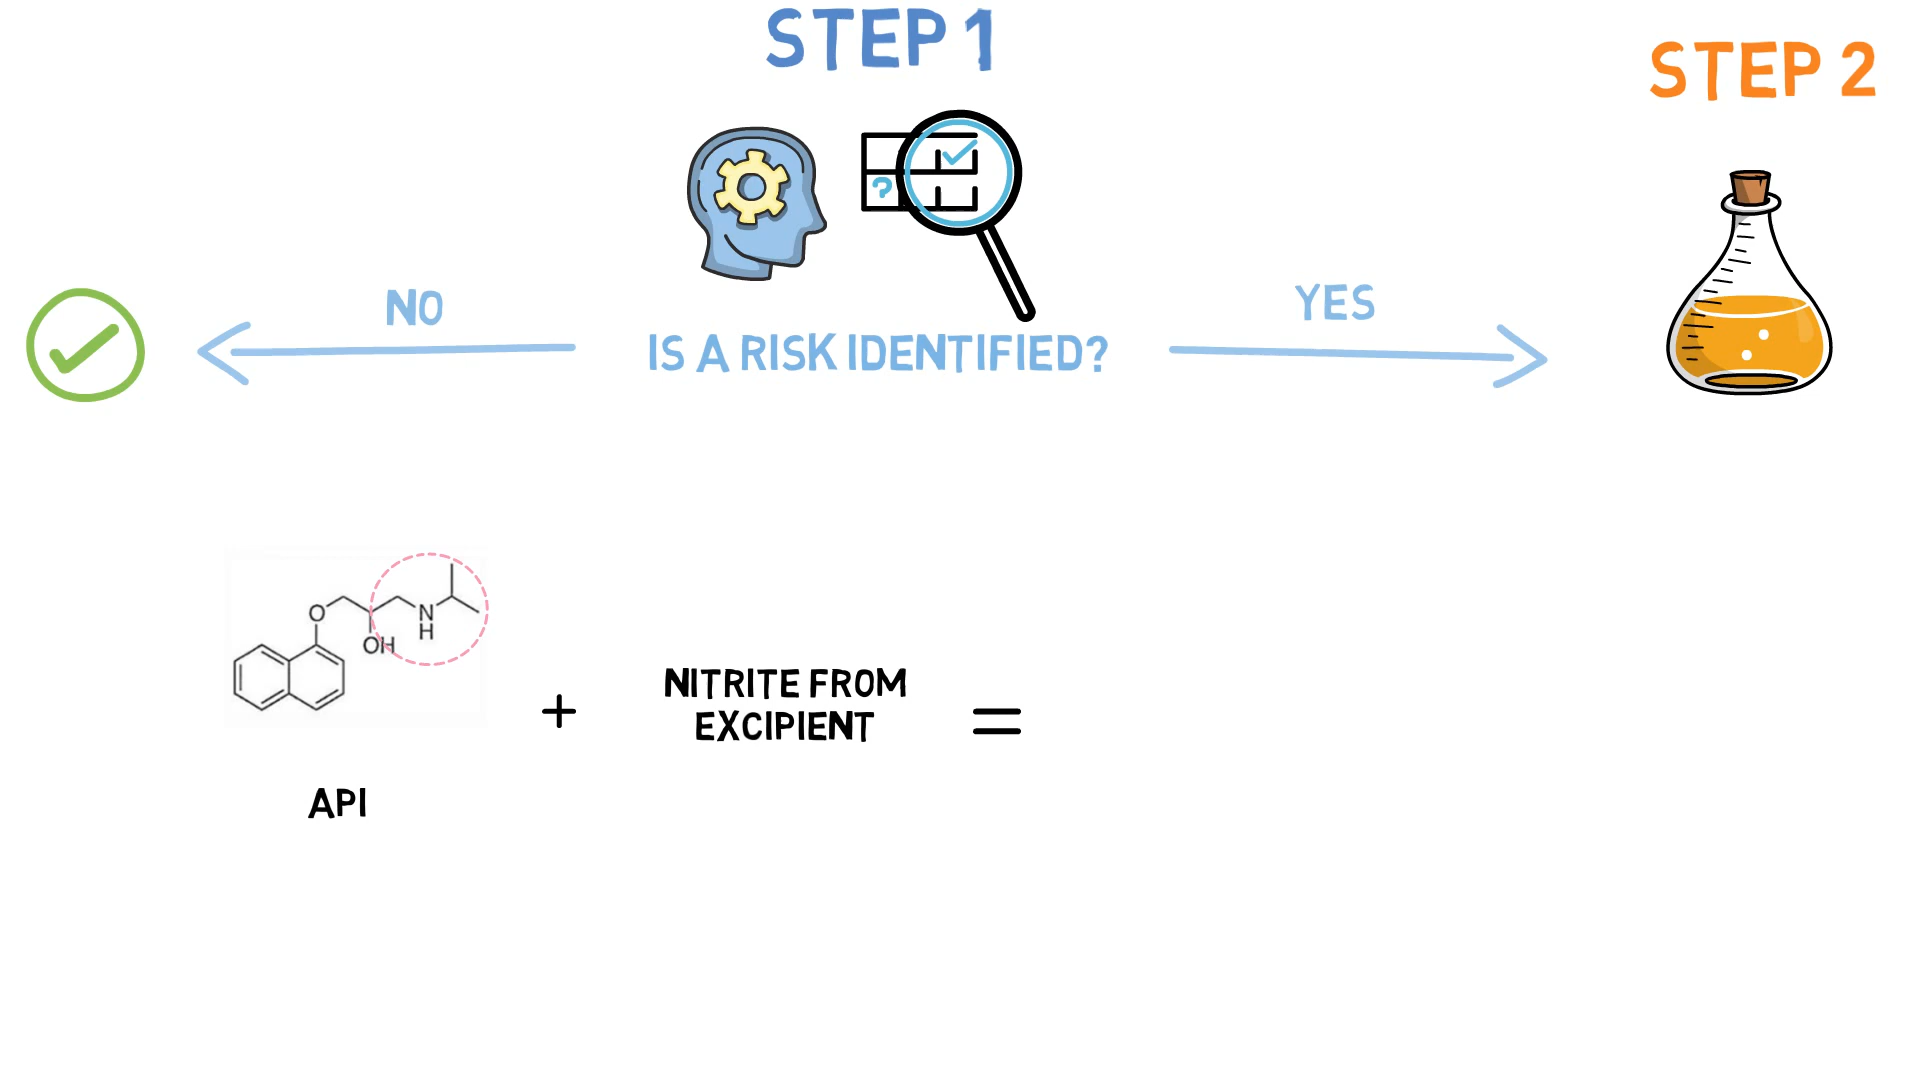 STEP 1
STEP 2
?
NO
YES
IS A RISK IDENTIFIED?
O
N
H
OH
NITRITE FROM
EXCIPIENT
+
=
API